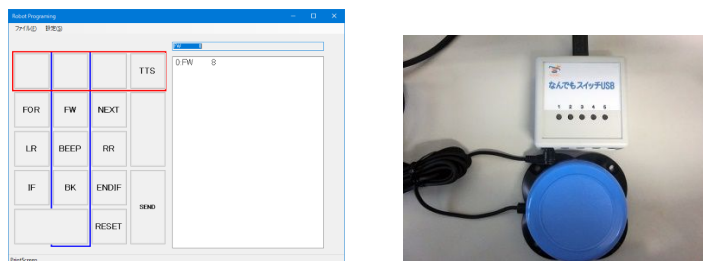 Robot Programing
ファイル(F) 設定(S)
FW 8
0:FW 8
TTS
FOR FW NEXT
LR BEEP RR
IF BK ENDIF
SEND
RESET
PrintScreen
なんでもスイッチUSB
1 2 3 4 5